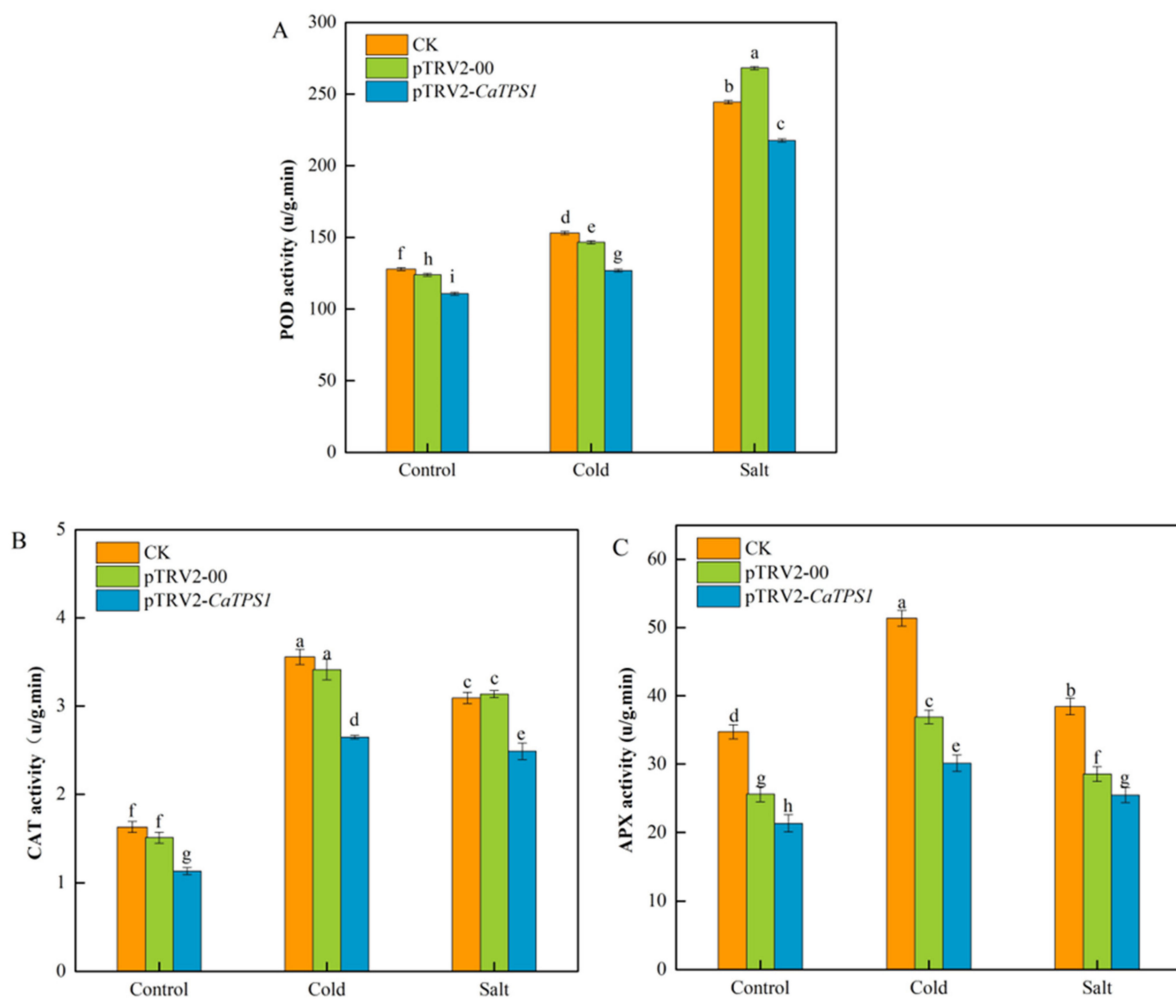 A
CK
pTRV2-00
pTRV2-CaTPS1
POD activity (u/g.min)
300
250
200
150
100
50
0
f
h
i
d
e
g
b
a
c
Control
Cold
Salt
B
CK
pTRV2-00
pTRV2-CaTPS1
CAT activity（u/g.min)
5
4
3
2
1
0
f
f
g
a
a
d
c
c
e
Control
Cold
Salt
C
CK
pTRV2-00
pTRV2-CaTPS1
APX activity (u/g.min)
60
50
40
30
20
10
0
d
g
h
a
c
e
b
f
g
Control
Cold
Salt